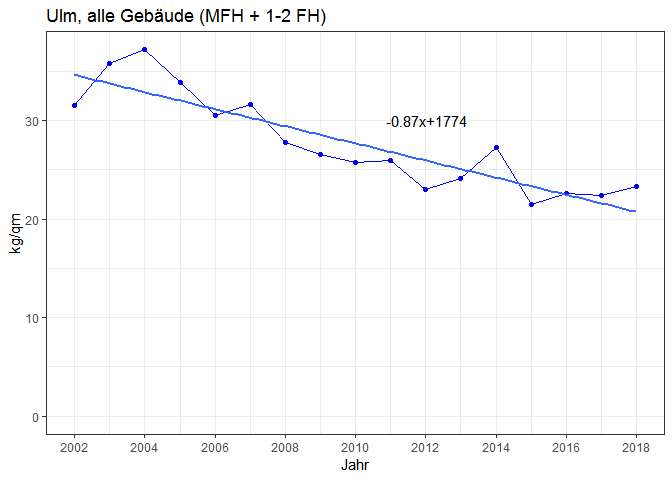 Ulm, alle Gebäude (MFH + 1-2 FH)
kg/qm
30
20
10
0
-0.87x+1774
2002 2004 2006 2008 2010 2012 2014 2016 2018
Jahr